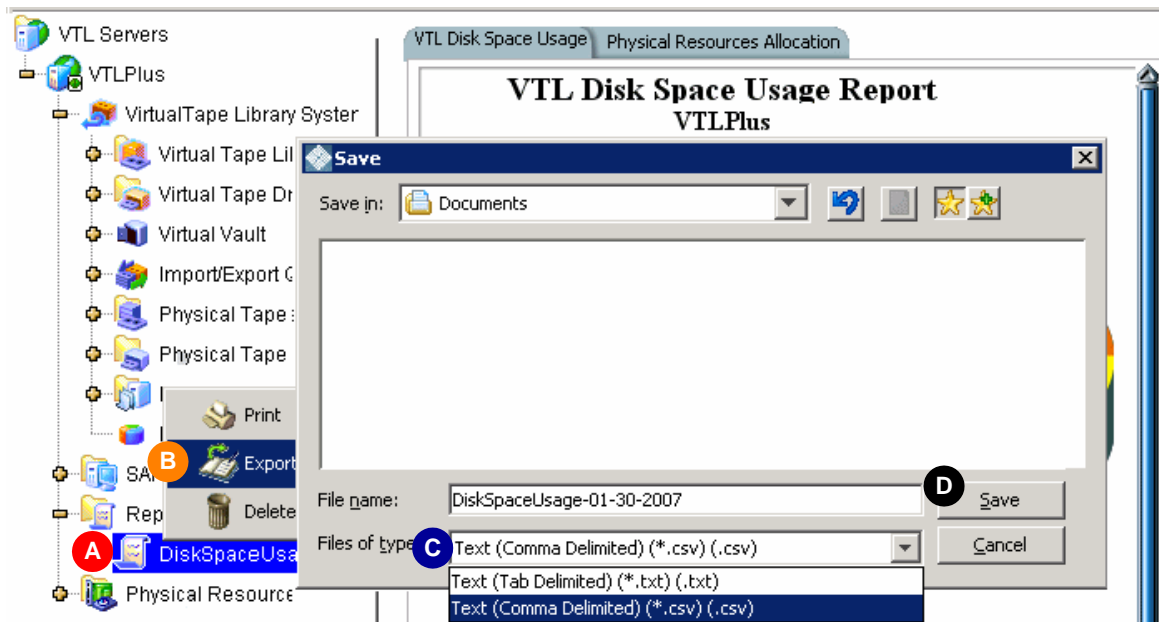 VTL Servers
VTLPlus
VirtualTape Library Syster
Virtual Tape Lil
Virtual Tape Dr
Virtual Vault
Import/Export
Physical Tape
Physical Tape
Print
B
Export
Delete
SA
Rep
A
DiskSpaceUsa
Physical Resource
VTL Disk Space Usage
Physical Resources Allocation
VTL Disk Space Usage Report
VTLPlus
Save
Save in:
Documents
File name:
DiskSpaceUsage-01-30-2007
D
Save
Files of type
C
Text (Comma Delimited) (*.csv) (.csv)
Cancel
Text (Tab Delimited) (*.txt) (.txt)
Text (Comma Delimited) (*.csv) (.csv)